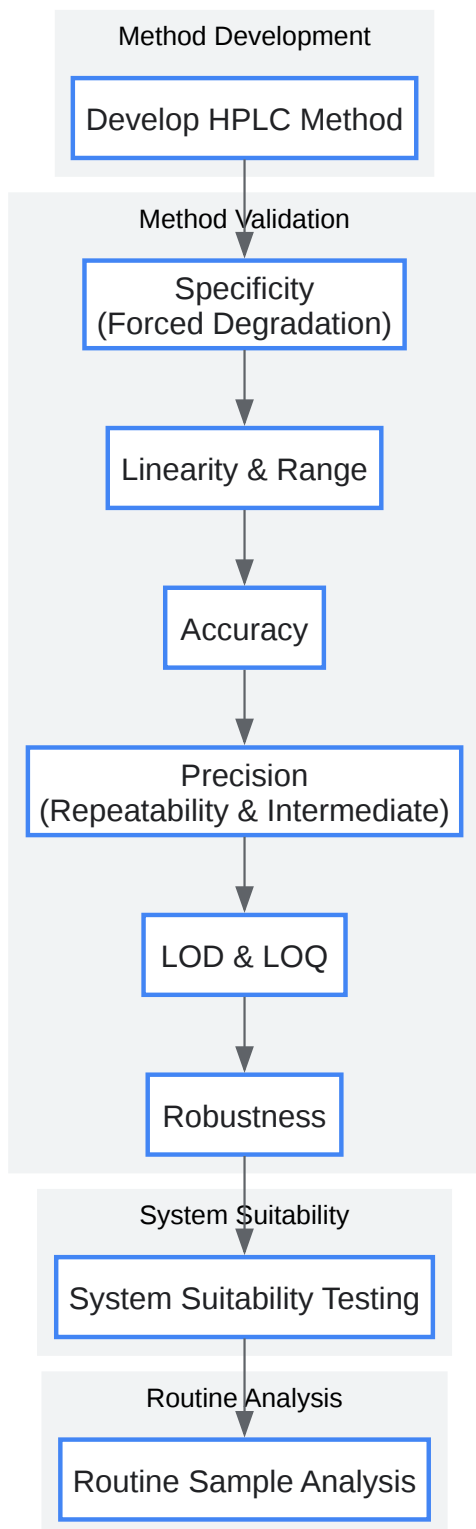 Method Development
Develop HPLC Method
Method Validation
Specificity
(Forced Degradation)
Linearity & Range
Accuracy
Precision
(Repeatability & Intermediate)
LOD & LOQ
Robustness
System Suitability
System Suitability Testing
Routine Analysis
Routine Sample Analysis